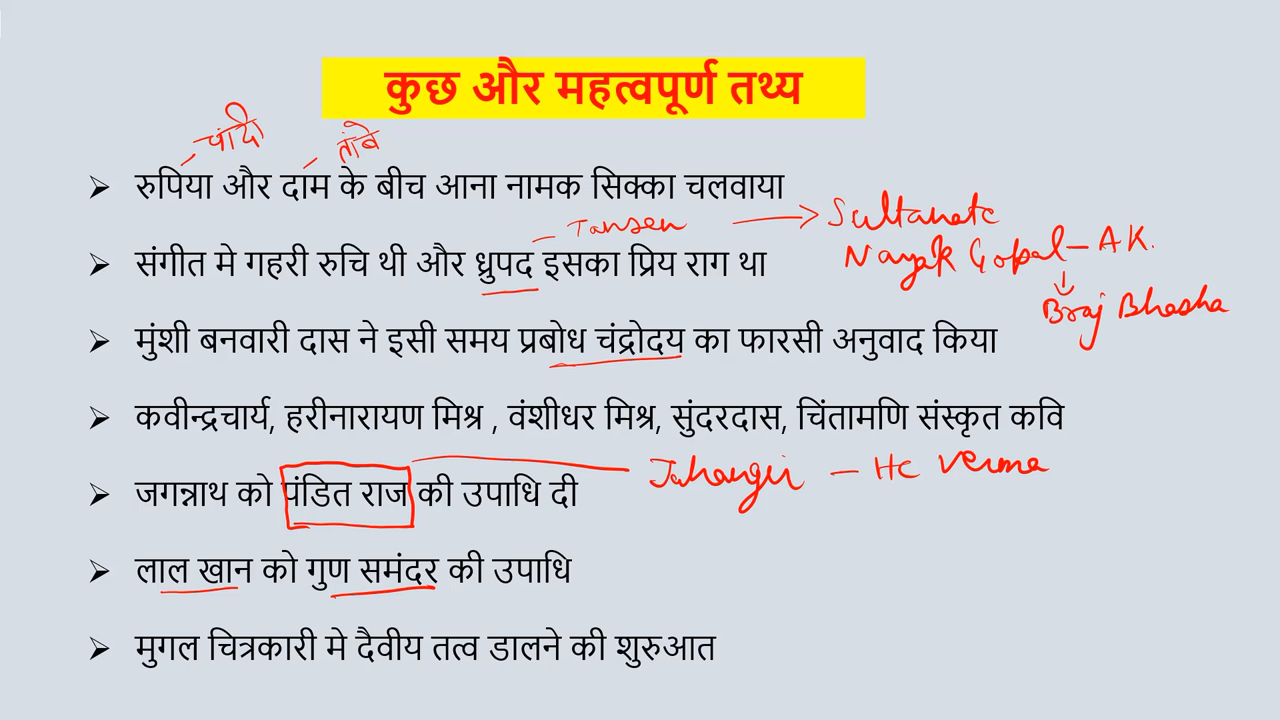 कुछ और महत्वपूर्ण तथ्य
चांदी
तांबे
➢ रुपिया और दाम के बीच आना नामक सिक्का चलवाया
Tansen → Sultanate
➢ संगीत मे गहरी रुचि थी और ध्रुपद इसका प्रिय राग था
Nayak Gopal – AK.
Braj Bhasha
➢ मुंशी बनवारी दास ने इसी समय प्रबोध चंद्रोदय का फारसी अनुवाद किया
➢ कवीन्द्रचार्य, हरीनारायण मिश्र , वंशीधर मिश्र, सुंदरदास, चिंतामणि संस्कृत कवि
Jahangir – HC Verma
➢ जगन्नाथ को पंडित राज की उपाधि दी
➢ लाल खान को गुण समंदर की उपाधि
➢ मुगल चित्रकारी मे दैवीय तत्व डालने की शुरुआत